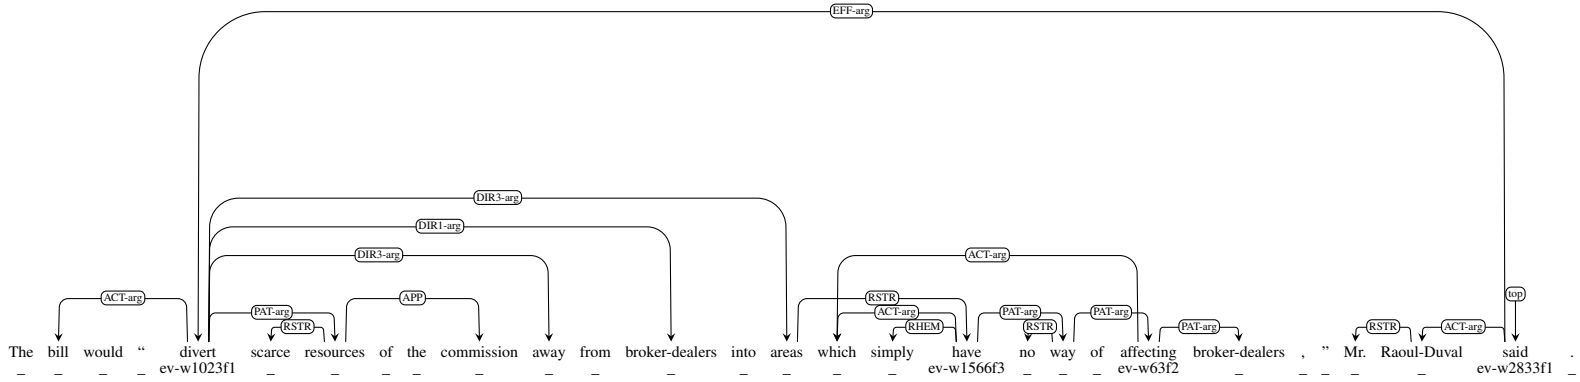 EFF-arg
DIR3-arg
DIR1-arg
DIR3-arg ACT-arg
top
ACT-arg APP RSTR
PAT-arg ACT-arg PAT-arg PAT-arg
RSTR RHEM RSTR PAT-arg RSTR ACT-arg
The bill would “ divert scarce resources of the commission away from broker-dealers into areas which simply have no way of affecting broker-dealers , ” Mr. Raoul-Duval said .
_ _ _ _ ev-w1023f1 _ _ _ _ _ _ _ _ _ _ _ _ ev-w1566f3 _ _ _ ev-w63f2 _ _ _ _ _ ev-w2833f1 _